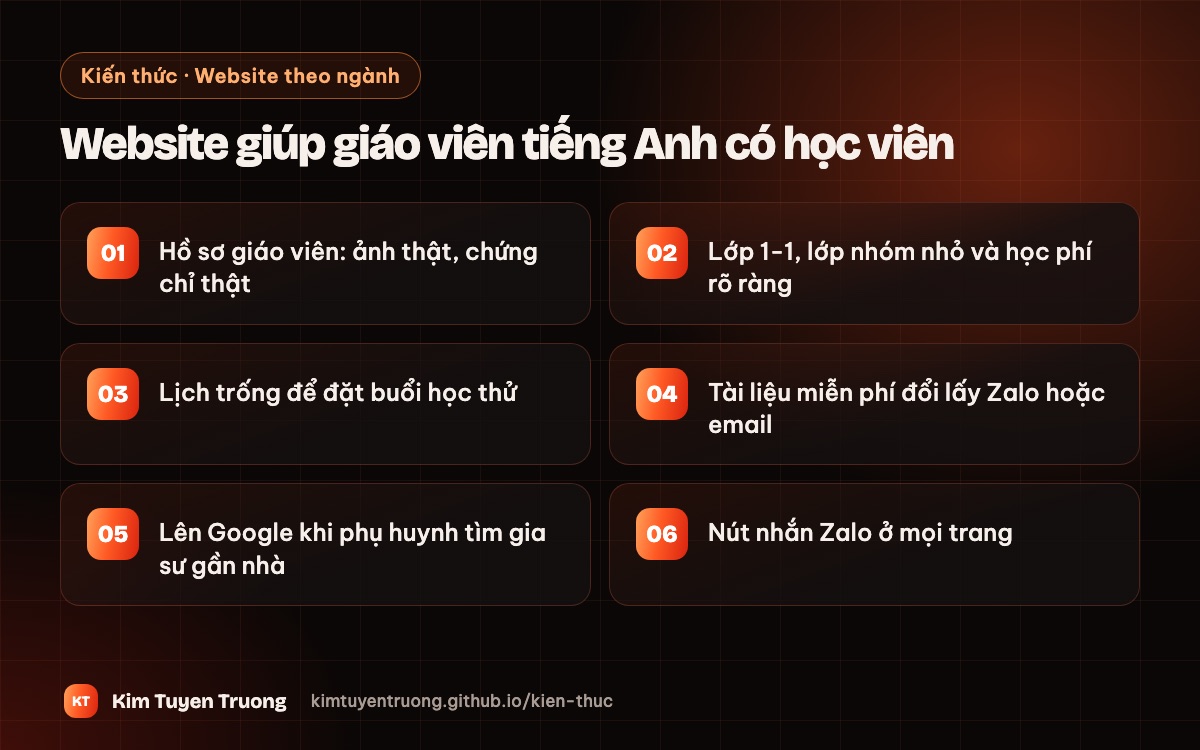 Kiến thức · Website theo ngành
Website giúp giáo viên tiếng Anh có học viên
01
Hồ sơ giáo viên: ảnh thật, chứng
chỉ thật
02
Lớp 1-1, lớp nhóm nhỏ và học phí
rõ ràng
03
Lịch trống để đặt buổi học thử
04
Tài liệu miễn phí đổi lấy Zalo hoặc
email
05
Lên Google khi phụ huynh tìm gia
sư gần nhà
06
Nút nhắn Zalo ở mọi trang
KT
Kim Tuyen Truong
kimtuyentruong.github.io/kien-thuc